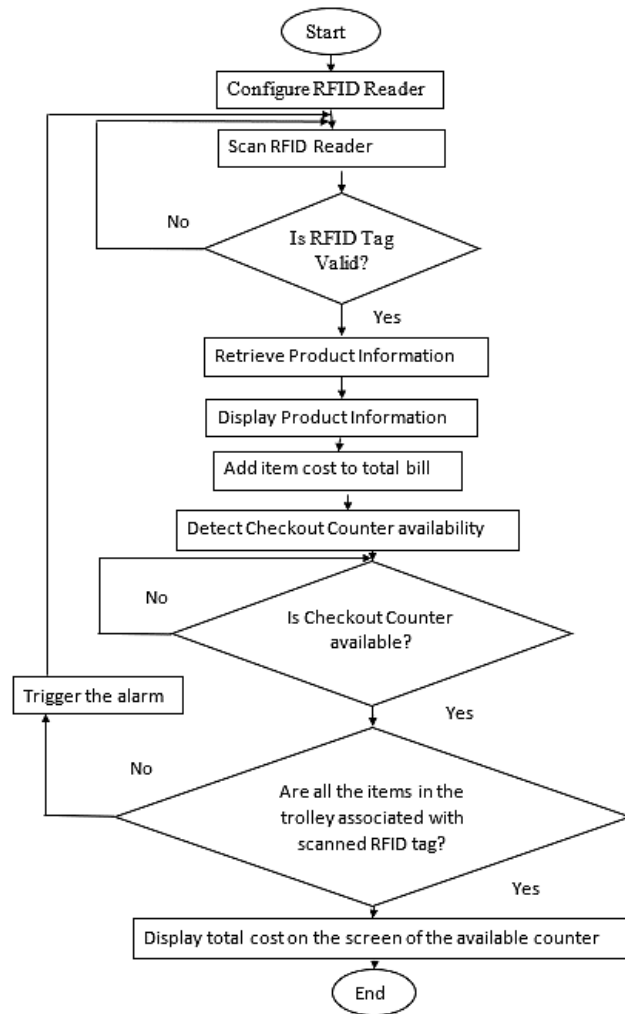 Start
Configure RFID Reader
Scan RFID Reader
No
Is RFID Tag
Valid?
Yes
Retrieve Product Information
Display Product Information
Add item cost to total bill
Detect Checkout Counter availability
No
Is Checkout Counter
available?
Trigger the alarm
Yes
No
Are all the items in the
trolley associated with
scanned RFID tag?
Yes
Display total cost on the screen of the available counter
End